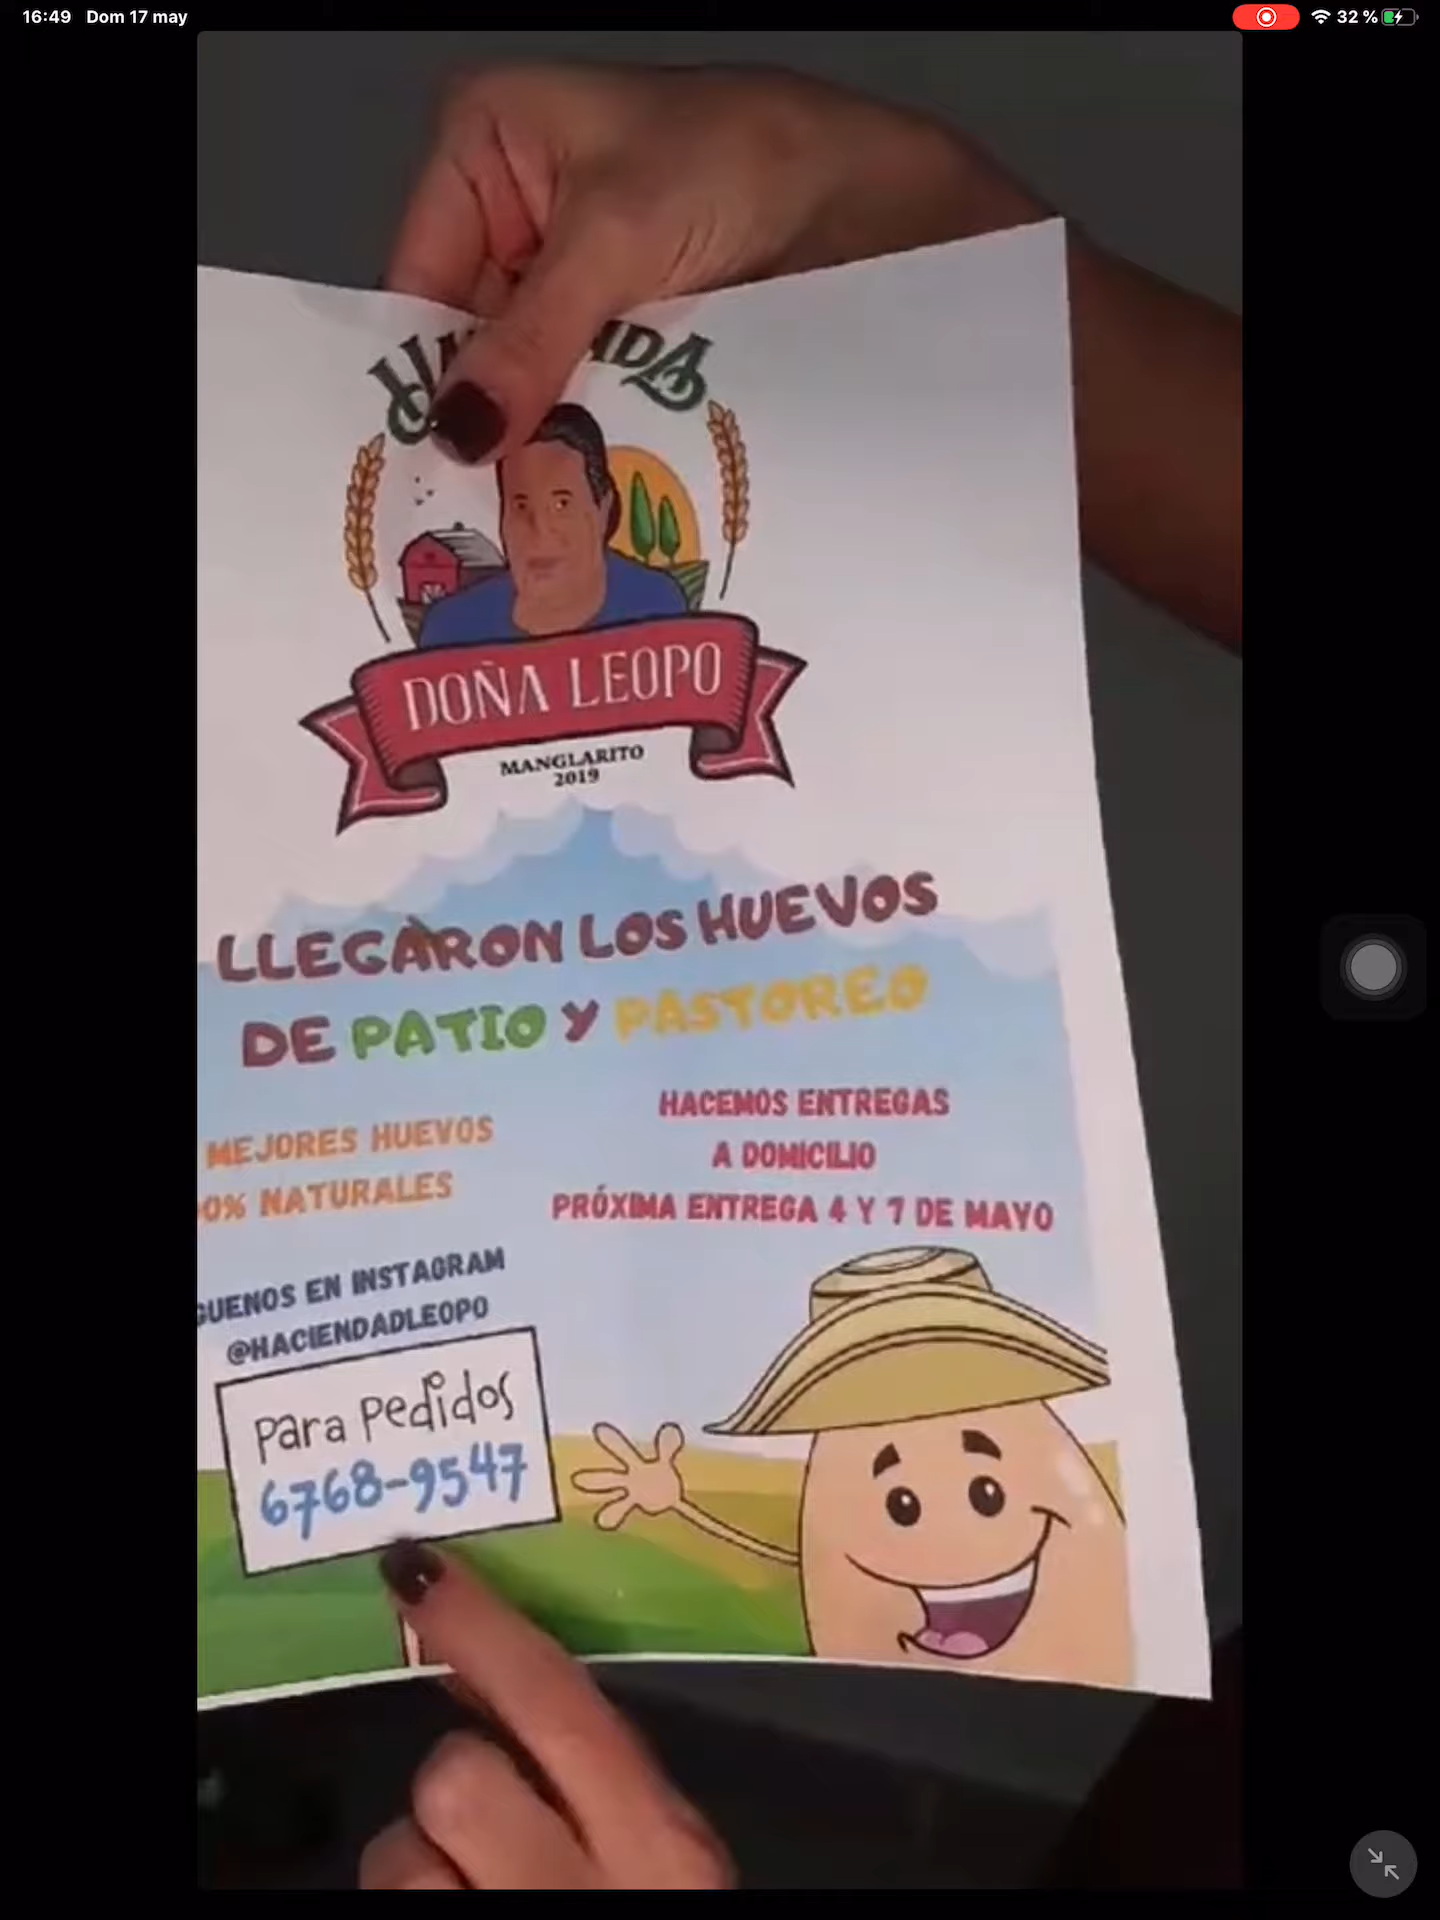 16:49 Dom 17 may
32 %
DOÑA LEOPO
MANGLARITO
2019
LLEGARON LOS HUEVOS
DE PATIO Y PASTOREO
MEJORES HUEVOS
NATURALES
HACEMOS ENTREGAS
A DOMICILIO
PRÓXIMA ENTREGA 4 Y 7 DE MAYO
EN INSTAGRAM
@HACIENDADLEOPO
Para Pedidos
6768-9547